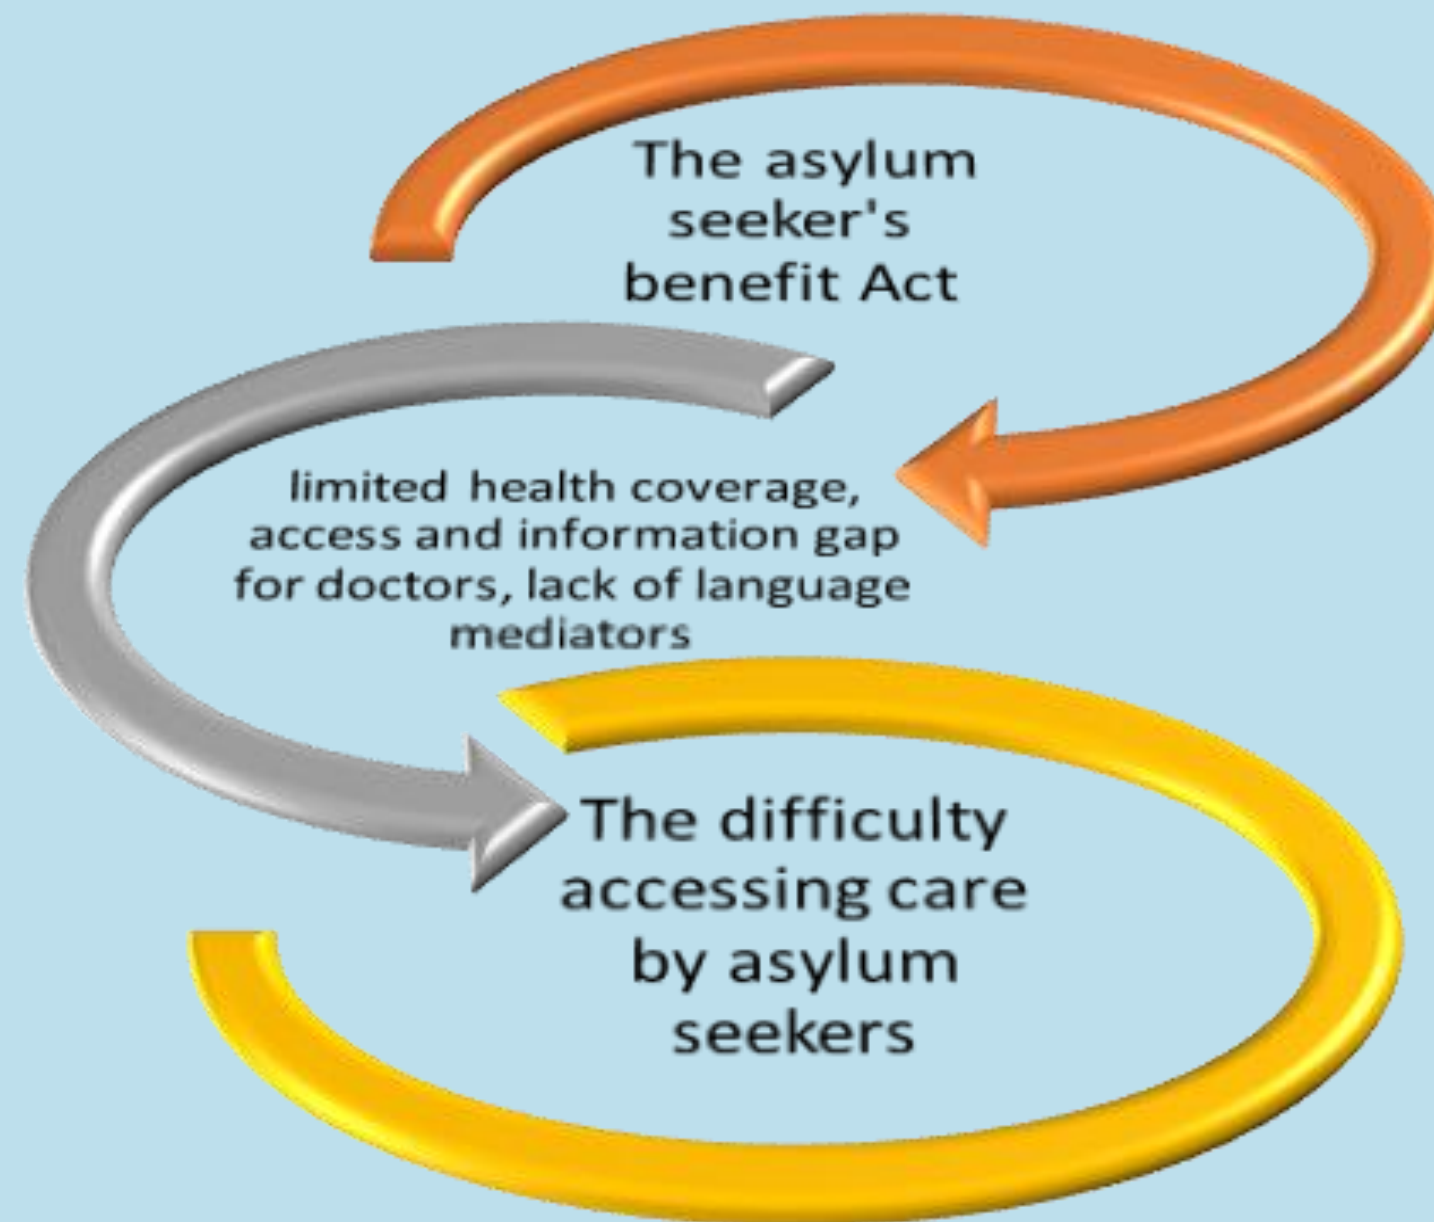 The asylum
seeker's
benefit Act
limited health coverage,
access and information gap
for doctors, lack of language
mediators
The difficulty
accessing care
by asylum
seekers